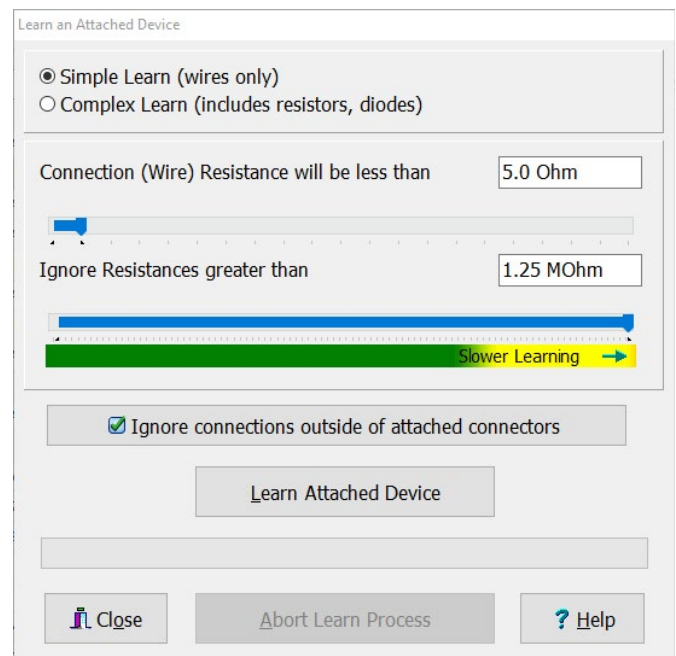 Learn an Attached Device
Simple Learn (wires only)
Complex Learn (includes resistors, diodes)
Connection (Wire) Resistance will be less than 5.0 Ohm
Ignore Resistances greater than 1.25 MOhm
Slower Learning
Ignore connections outside of attached connectors
Learn Attached Device
Close Abort Learn Process ? Help